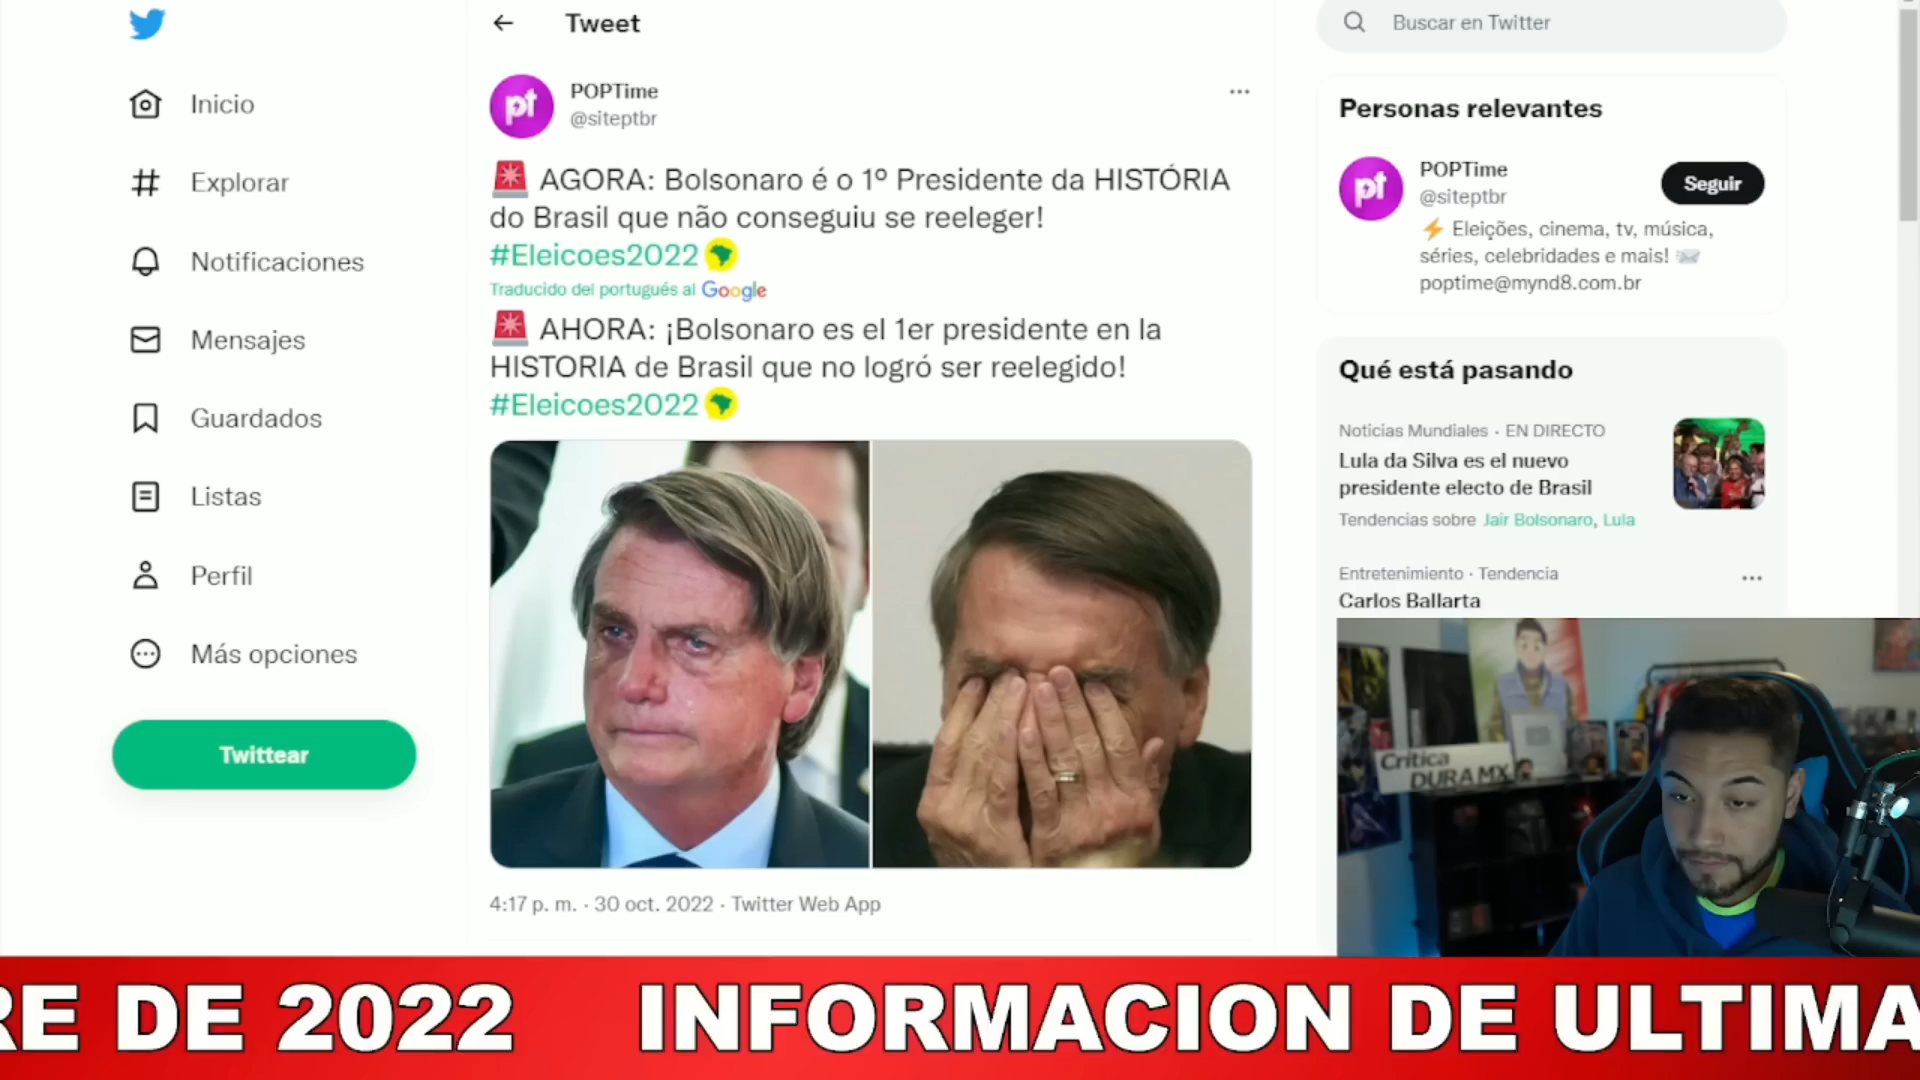 Inicio
Explorar
Notificaciones
Mensajes
Guardados
Listas
Perfil
Más opciones
Twittear
Tweet
pt
POPTime
@siteptbr
AGORA: Bolsonaro é o 1º Presidente da HISTÓRIA
do Brasil que não conseguiu se reeleger!
#Eleicoes2022
Traducido del portugués al Google
AHORA: ¡Bolsonaro es el 1er presidente en la
HISTORIA de Brasil que no logró ser reelegido!
#Eleicoes2022
4:17 p. m. · 30 oct. 2022 · Twitter Web App
Buscar en Twitter
Personas relevantes
pt
POPTime
@siteptbr
Seguir
Eleições, cinema, tv, música,
séries, celebridades e mais!
poptime@mynd8.com.br
Qué está pasando
Noticias Mundiales · EN DIRECTO
Lula da Silva es el nuevo
presidente electo de Brasil
Tendencias sobre Jair Bolsonaro, Lula
Entretenimiento · Tendencia
Carlos Ballarta
Crítica
DURA MX
RE DE 2022 INFORMACION DE ULTIMA